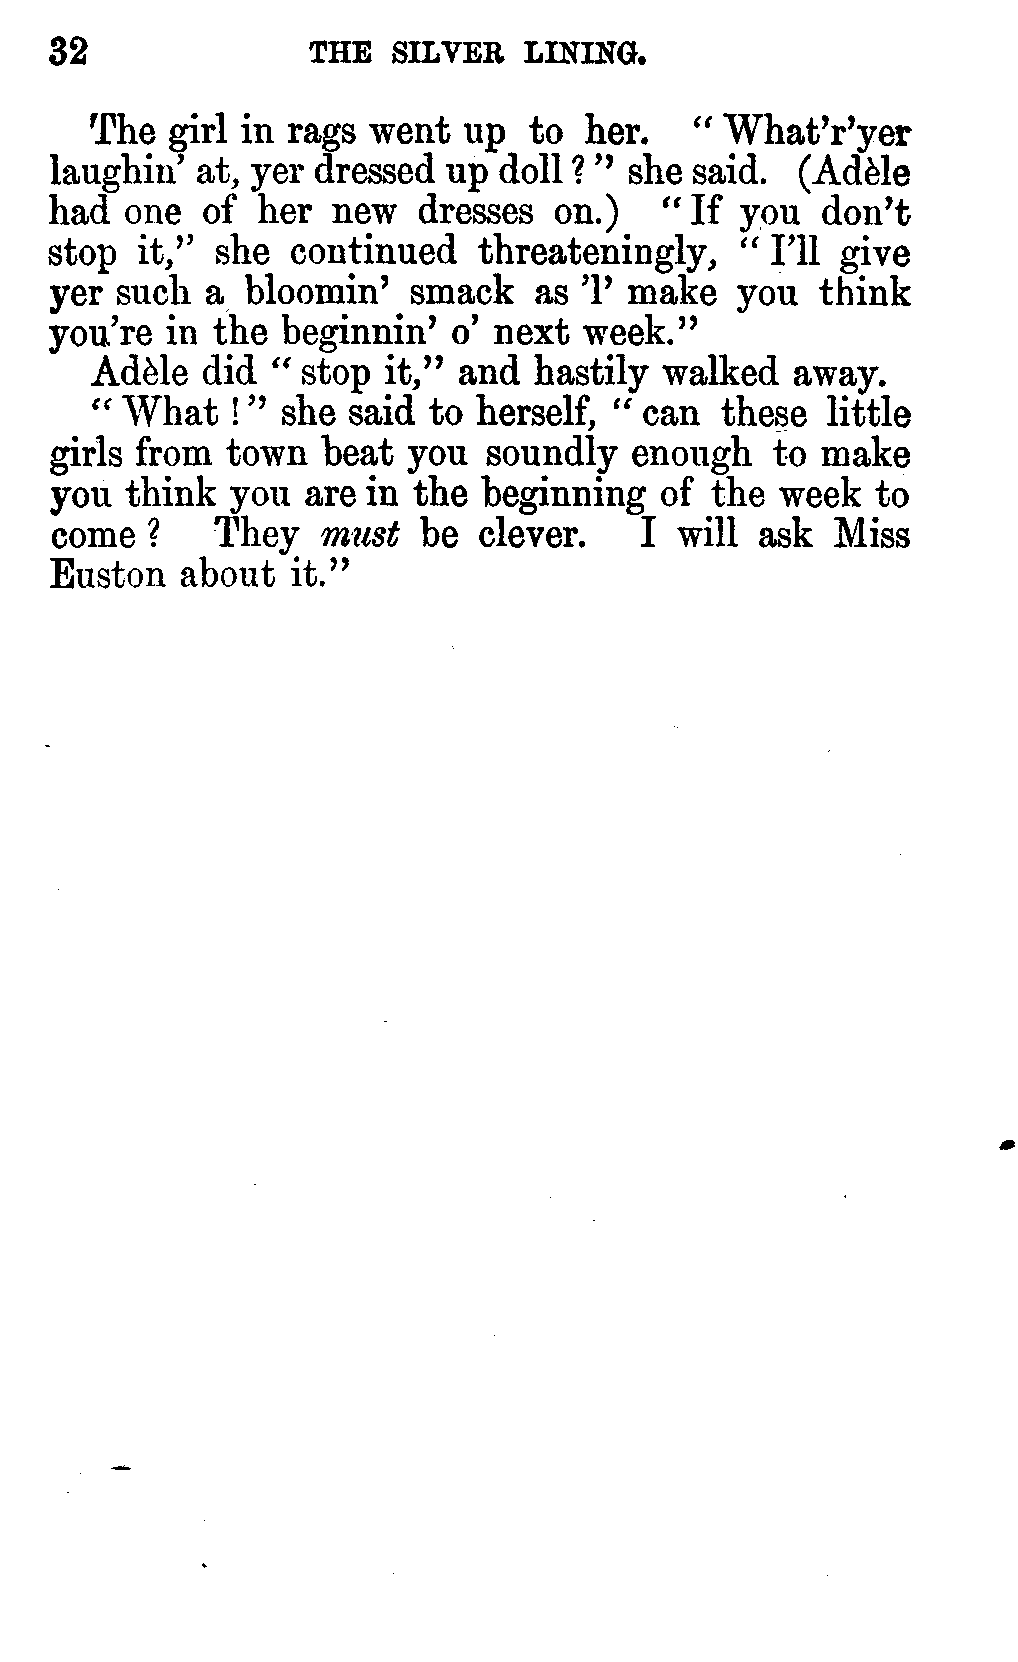 32 THE SILVER LINING.
The girl in rags went up to her. "What'r'yer
laughin' at, yer dressed up doll?" she said. (Adèle
had one of her new dresses on.) "If you don't
stop it," she continued threateningly, "I'll give
yer such a bloomin' smack as 'l' make you think
you're in the beginnin' o' next week."
Adèle did "stop it," and hastily walked away.
"What!" she said to herself, "can these little
girls from town beat you soundly enough to make
you think you are in the beginning of the week to
come? They must be clever. I will ask Miss
Euston about it."